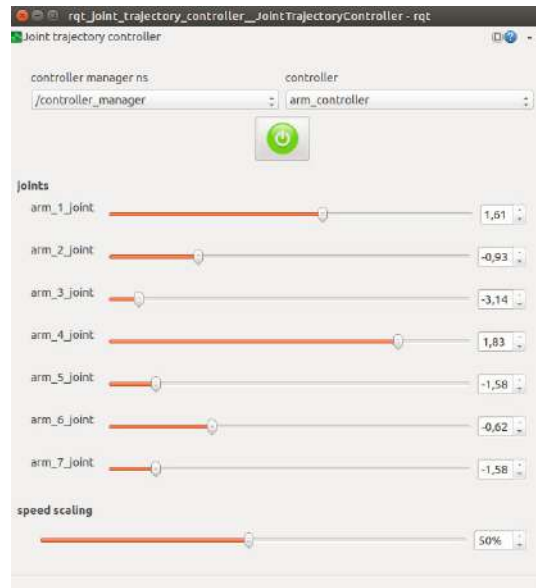 rqt_joint_trajectory_controller__JointTrajectoryController - rqt
Joint trajectory controller
controller manager ns controller
/controller_manager arm_controller
joints
arm_1_joint 1,61
arm_2_joint -0,93
arm_3_joint -3,14
arm_4_joint 1,83
arm_5_joint -1,58
arm_6_joint -0,62
arm_7_joint -1,58
speed scaling
50%